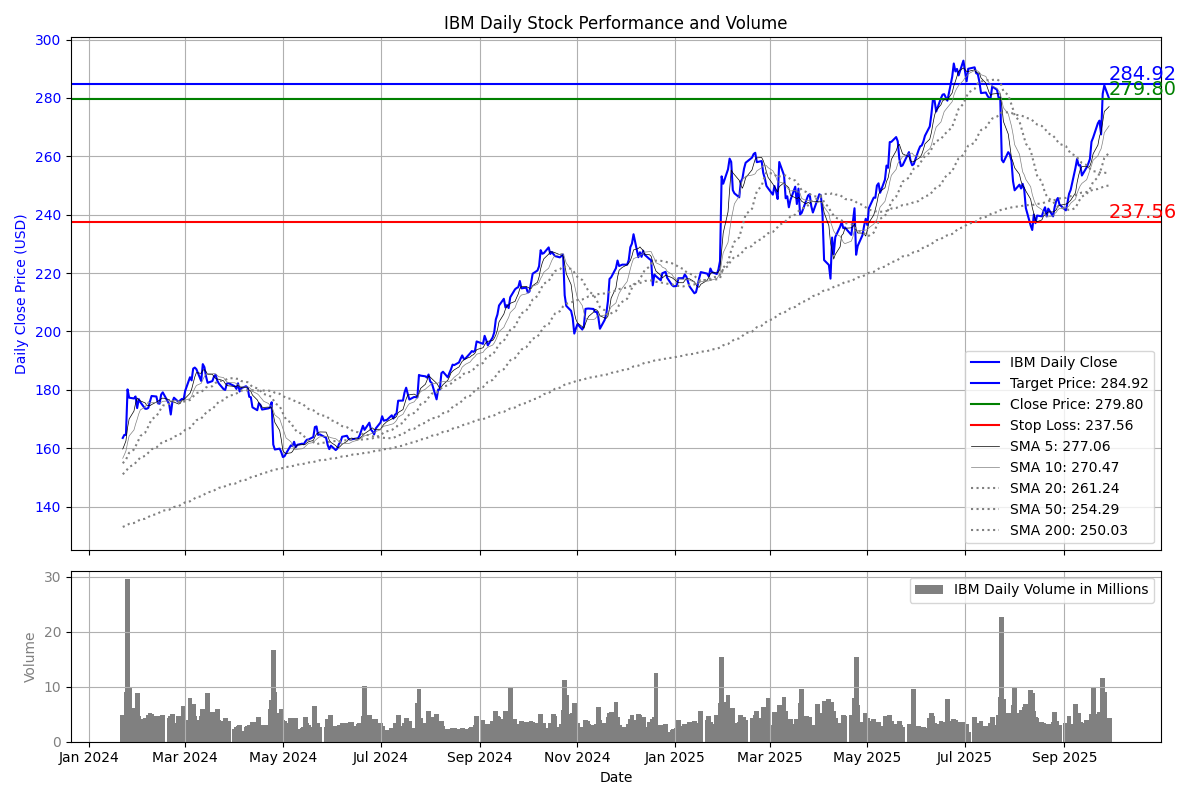 IBM Daily Stock Performance and Volume
300
280
260
240
220
200
180
160
140
Daily Close Price (USD)
284.92
279.80
237.56
IBM Daily Close
Target Price: 284.92
Close Price: 279.80
Stop Loss: 237.56
SMA 5: 277.06
SMA 10: 270.47
SMA 20: 261.24
SMA 50: 254.29
SMA 200: 250.03
30
20
10
0
Volume
IBM Daily Volume in Millions
Jan 2024
Mar 2024
May 2024
Jul 2024
Sep 2024
Nov 2024
Jan 2025
Mar 2025
May 2025
Jul 2025
Sep 2025
Date